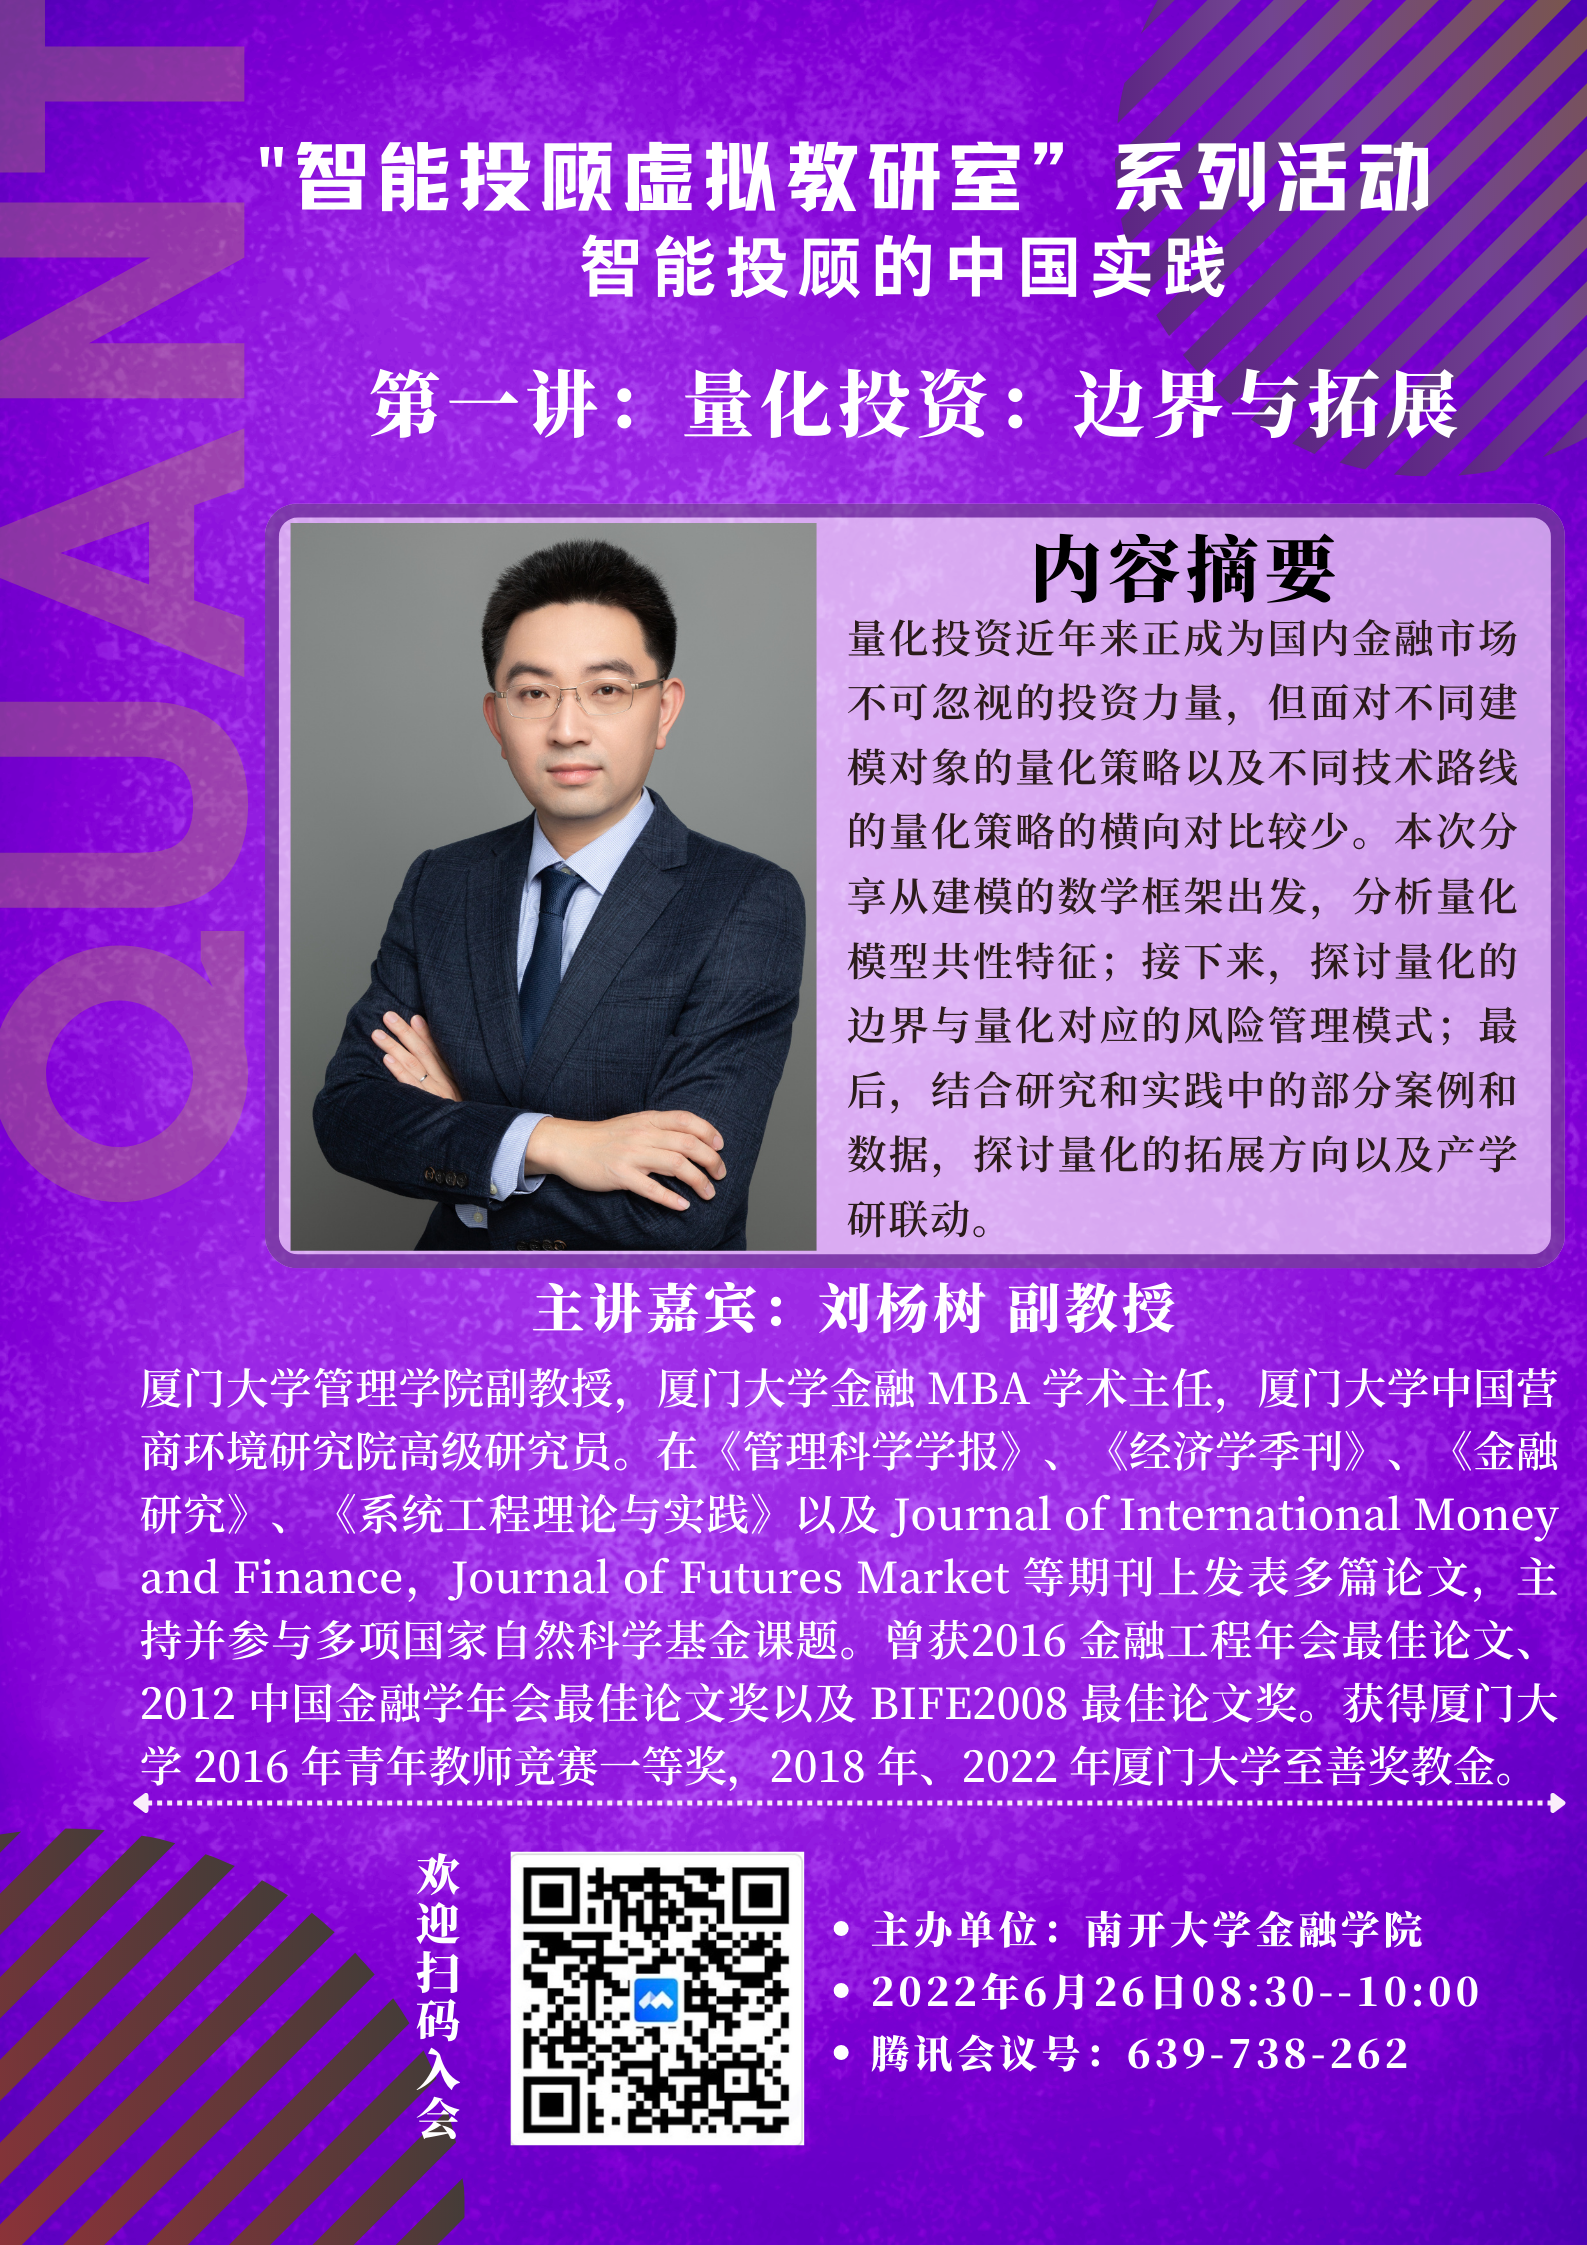 QUANT
"智能投顾虚拟教研室”系列活动
智能投顾的中国实践
第一讲：量化投资：边界与拓展
内容摘要
量化投资近年来正成为国内金融市场
不可忽视的投资力量，但面对不同建
模对象的量化策略以及不同技术路线
的量化策略的横向对比较少。本次分
享从建模的数学框架出发，分析量化
模型共性特征；接下来，探讨量化的
边界与量化对应的风险管理模式；最
后，结合研究和实践中的部分案例和
数据，探讨量化的拓展方向以及产学
研联动。
主讲嘉宾：刘杨树 副教授
厦门大学管理学院副教授，厦门大学金融 MBA 学术主任，厦门大学中国营
商环境研究院高级研究员。在《管理科学学报》、《经济学季刊》、《金融
研究》、《系统工程理论与实践》以及 Journal of International Money
and Finance，Journal of Futures Market 等期刊上发表多篇论文，主
持并参与多项国家自然科学基金课题。曾获2016 金融工程年会最佳论文、
2012 中国金融学年会最佳论文奖以及 BIFE2008 最佳论文奖。获得厦门大
学 2016 年青年教师竞赛一等奖，2018 年、2022 年厦门大学至善奖教金。
欢迎扫码入会
• 主办单位：南开大学金融学院
• 2022年6月26日08:30--10:00
• 腾讯会议号：639-738-262